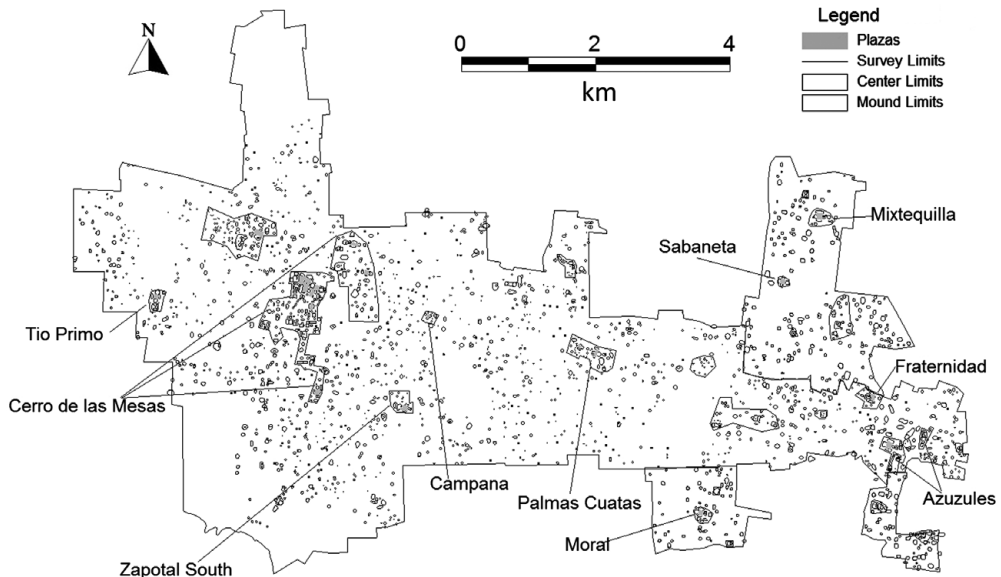 N
0 2 4
km
Legend
Plazas
Survey Limits
Center Limits
Mound Limits
Mixtequilla
Sabaneta
Tio Primo
Fraternidad
Cerro de las Mesas
Campana
Palmas Cuatas
Azuzules
Moral
Zapotal South